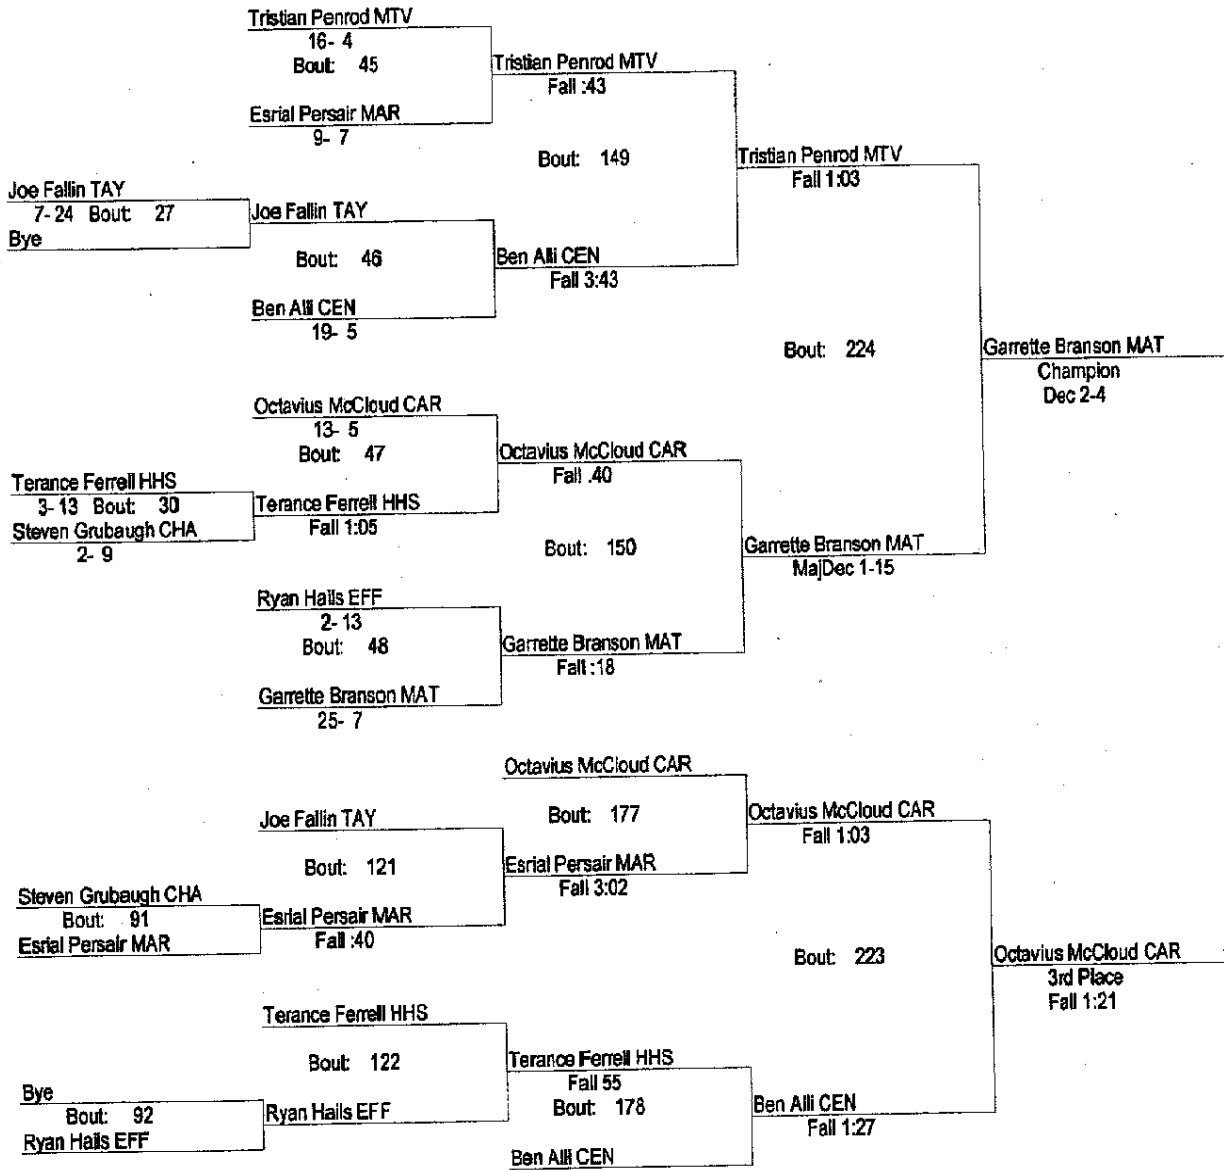 Tristian Penrod MTV
16- 4
Bout: 45
Tristian Penrod MTV
Fall :43
Esrial Persair MAR
9- 7
Bout: 149
Tristian Penrod MTV
Fall 1:03
Joe Fallin TAY
7- 24 Bout: 27
Bye
Joe Fallin TAY
Bout: 46
Ben Alli CEN
Fall 3:43
Ben Alli CEN
19- 5
Bout: 224
Garrette Branson MAT
Champion
Dec 2-4
Octavius McCloud CAR
13- 5
Bout: 47
Octavius McCloud CAR
Fall .40
Terance Ferrell HHS
3- 13 Bout: 30
Steven Grubaugh CHA
2- 9
Terance Ferrell HHS
Fall 1:05
Bout: 150
Garrette Branson MAT
MajDec 1-15
Ryan Hails EFF
2- 13
Bout: 48
Garrette Branson MAT
Fall :18
Garrette Branson MAT
25- 7
Octavius McCloud CAR
Bout: 177
Octavius McCloud CAR
Fall 1:03
Joe Fallin TAY
Bout: 121
Esrial Persair MAR
Fall 3:02
Steven Grubaugh CHA
Bout: 91
Esrial Persair MAR
Esrial Persair MAR
Fall :40
Bout: 223
Octavius McCloud CAR
3rd Place
Fall 1:21
Terance Ferrell HHS
Bout: 122
Terance Ferrell HHS
Fall 55
Bout: 178
Ben Alli CEN
Fall 1:27
Bye
Bout: 92
Ryan Hails EFF
Ryan Hails EFF
Ben Alli CEN